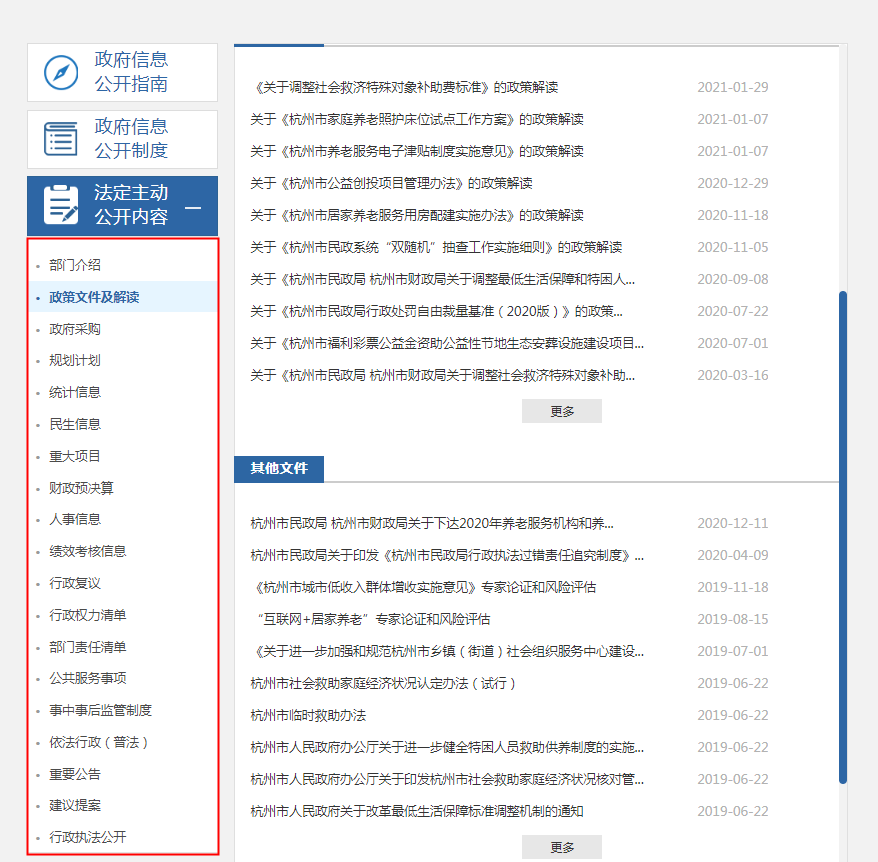 政府信息
公开指南
政府信息
公开制度
法定主动
公开内容
部门介绍
政策文件及解读
政府采购
规划计划
统计信息
民生信息
重大项目
财政预决算
人事信息
绩效考核信息
行政复议
行政权力清单
部门责任清单
公共服务事项
事中事后监管制度
依法行政（普法）
重要公告
建议提案
行政执法公开
《关于调整社会救济特殊对象补助费标准》的政策解读 2021-01-29
关于《杭州市家庭养老照护床位试点工作方案》的政策解读 2021-01-07
关于《杭州市养老服务电子津贴制度实施意见》的政策解读 2021-01-07
关于《杭州市公益创投项目管理办法》的政策解读 2020-12-29
关于《杭州市居家养老服务用房配建实施办法》的政策解读 2020-11-18
关于《杭州市民政系统“双随机”抽查工作实施细则》的政策解读 2020-11-05
关于《杭州市民政局 杭州市财政局关于调整最低生活保障和特困人... 2020-09-08
关于《杭州市民政局行政处罚自由裁量基准（2020版）》的政策... 2020-07-22
关于《杭州市福利彩票公益金资助公益性节地生态安葬设施建设项目... 2020-07-01
关于《杭州市民政局 杭州市财政局关于调整社会救济特殊对象补助... 2020-03-16
更多
其他文件
杭州市民政局 杭州市财政局关于下达2020年养老服务机构和养... 2020-12-11
杭州市民政局关于印发《杭州市民政局行政执法过错责任追究制度》... 2020-04-09
《杭州市城市低收入群体增收实施意见》专家论证和风险评估 2019-11-18
“互联网+居家养老”专家论证和风险评估 2019-08-15
《关于进一步加强和规范杭州市乡镇（街道）社会组织服务中心建设... 2019-07-01
杭州市社会救助家庭经济状况认定办法（试行） 2019-06-22
杭州市临时救助办法 2019-06-22
杭州市人民政府办公厅关于进一步健全特困人员救助供养制度的实施... 2019-06-22
杭州市人民政府办公厅关于印发杭州市社会救助家庭经济状况核对管... 2019-06-22
杭州市人民政府关于改革最低生活保障标准调整机制的通知 2019-06-22
更多